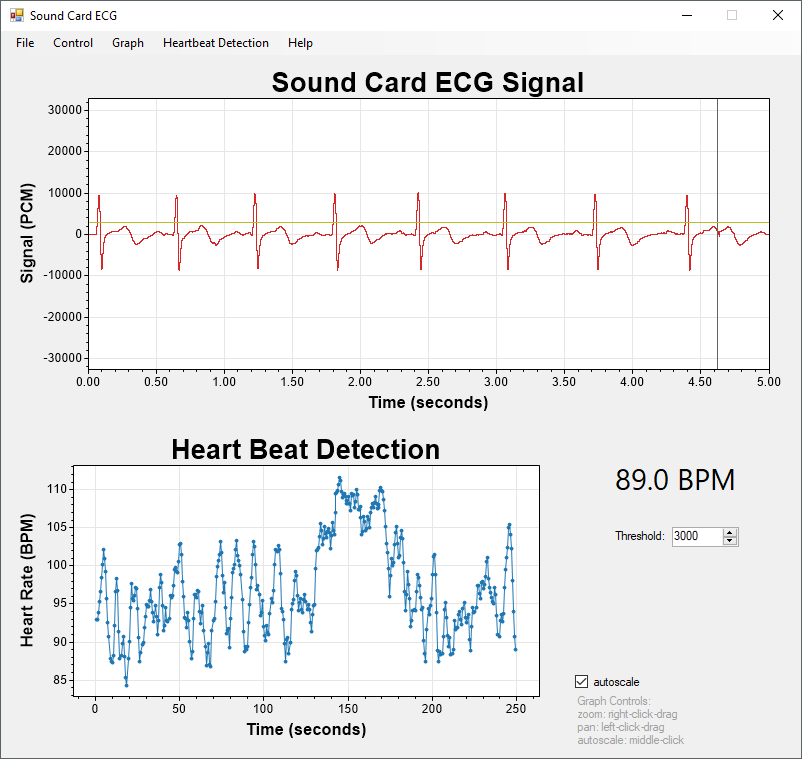 Sound Card ECG
File Control Graph Heartbeat Detection Help
Sound Card ECG Signal
Signal (PCM)
30000
20000
10000
0
-10000
-20000
-30000
0.00 0.50 1.00 1.50 2.00 2.50 3.00 3.50 4.00 4.50 5.00
Time (seconds)
Heart Beat Detection
Heart Rate (BPM)
110
105
100
95
90
85
0 50 100 150 200 250
Time (seconds)
89.0 BPM
Threshold: 3000
autoscale
Graph Controls:
zoom: right-click-drag
pan: left-click-drag
autoscale: middle-click